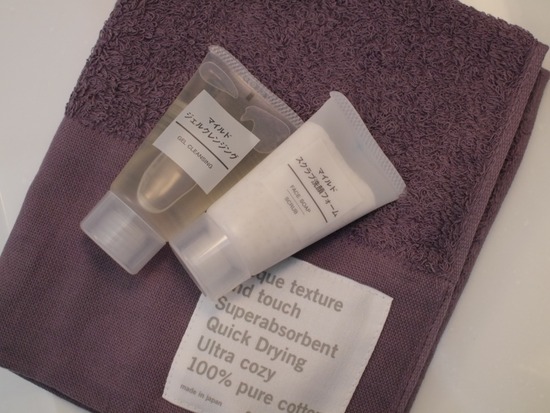 マイルド
ジェルクレンジング
GEL CLEANSING
マイルド
スクラブ洗顔フォーム
FACE SOAP
SCRUB
texture
touch
Superabsorbent
Quick Drying
Ultra cozy
100% pure
made in japan